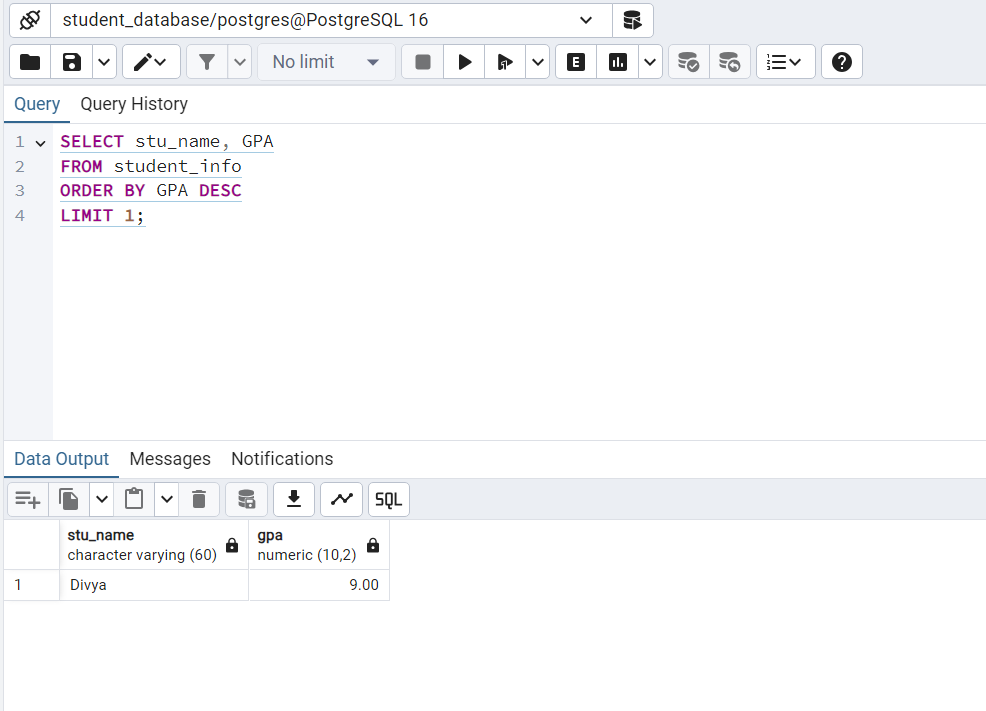 student_database/postgres@PostgreSQL 16
No limit
E
Query Query History
1 SELECT stu_name, GPA
2 FROM student_info
3 ORDER BY GPA DESC
4 LIMIT 1;
Data Output Messages Notifications
SQL
stu_name gpa
character varying (60) numeric (10,2)
1 Divya 9.00